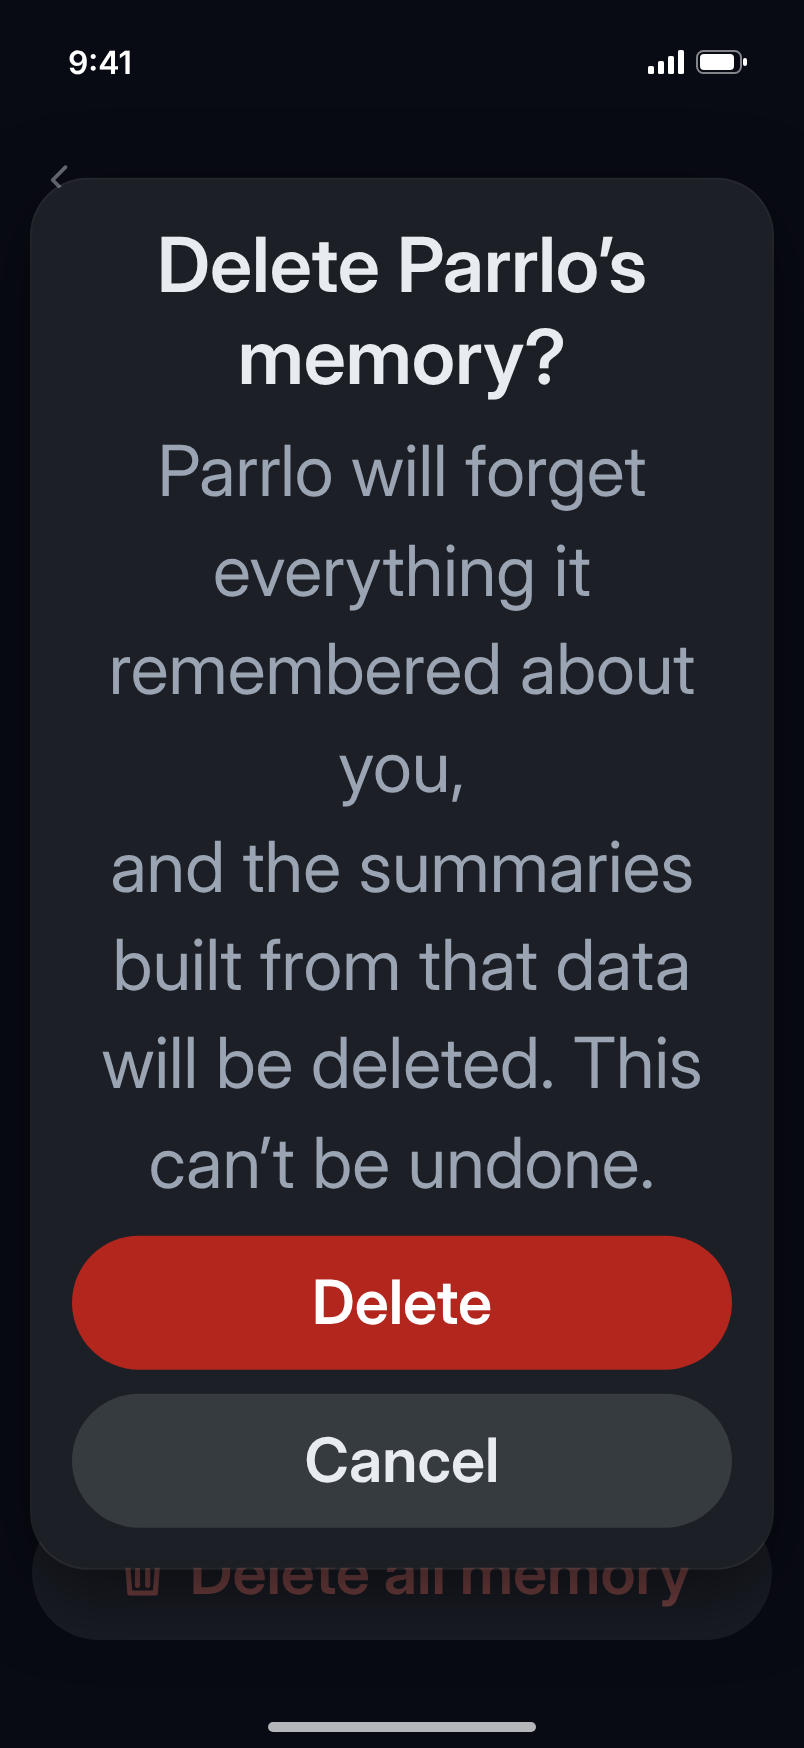 9:41
Delete Parrlo’s
memory?
Parrlo will forget
everything it
remembered about
you,
and the summaries
built from that data
will be deleted. This
can’t be undone.
Delete
Cancel
Delete all memory